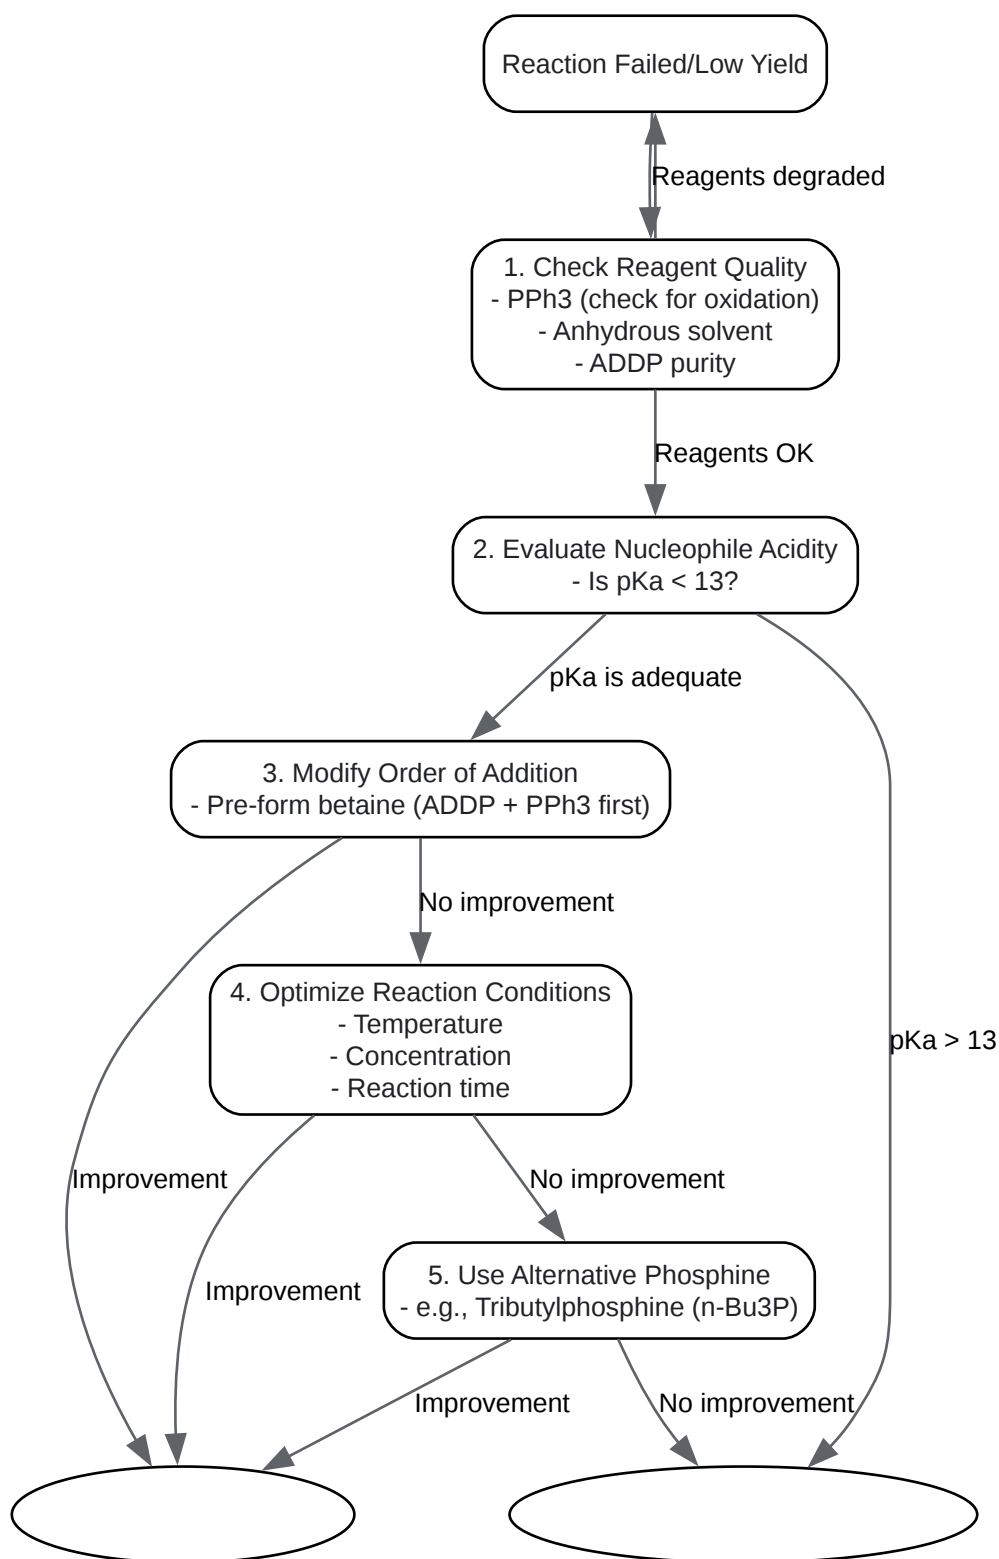 Reaction Failed/Low Yield
Reagents degraded
1. Check Reagent Quality
- PPh3 (check for oxidation)
- Anhydrous solvent
- ADDP purity
Reagents OK
2. Evaluate Nucleophile Acidity
- Is pKa < 13?
pKa is adequate
3. Modify Order of Addition
- Pre-form betaine (ADDP + PPh3 first)
No improvement
4. Optimize Reaction Conditions
- Temperature
- Concentration
- Reaction time
pKa > 13
Improvement
No improvement
Improvement
5. Use Alternative Phosphine
- e.g., Tributylphosphine (n-Bu3P)
Improvement
No improvement